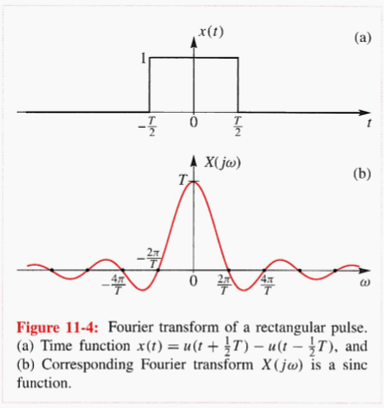 x(t)
(a)
1
-T/2 0 T/2 t
X(jω)
(b)
T
-2π/T
-4π/T 0 2π/T 4π/T ω
Figure 11-4: Fourier transform of a rectangular pulse.
(a) Time function x(t) = u(t + ½T) − u(t − ½T), and
(b) Corresponding Fourier transform X(jω) is a sinc
function.